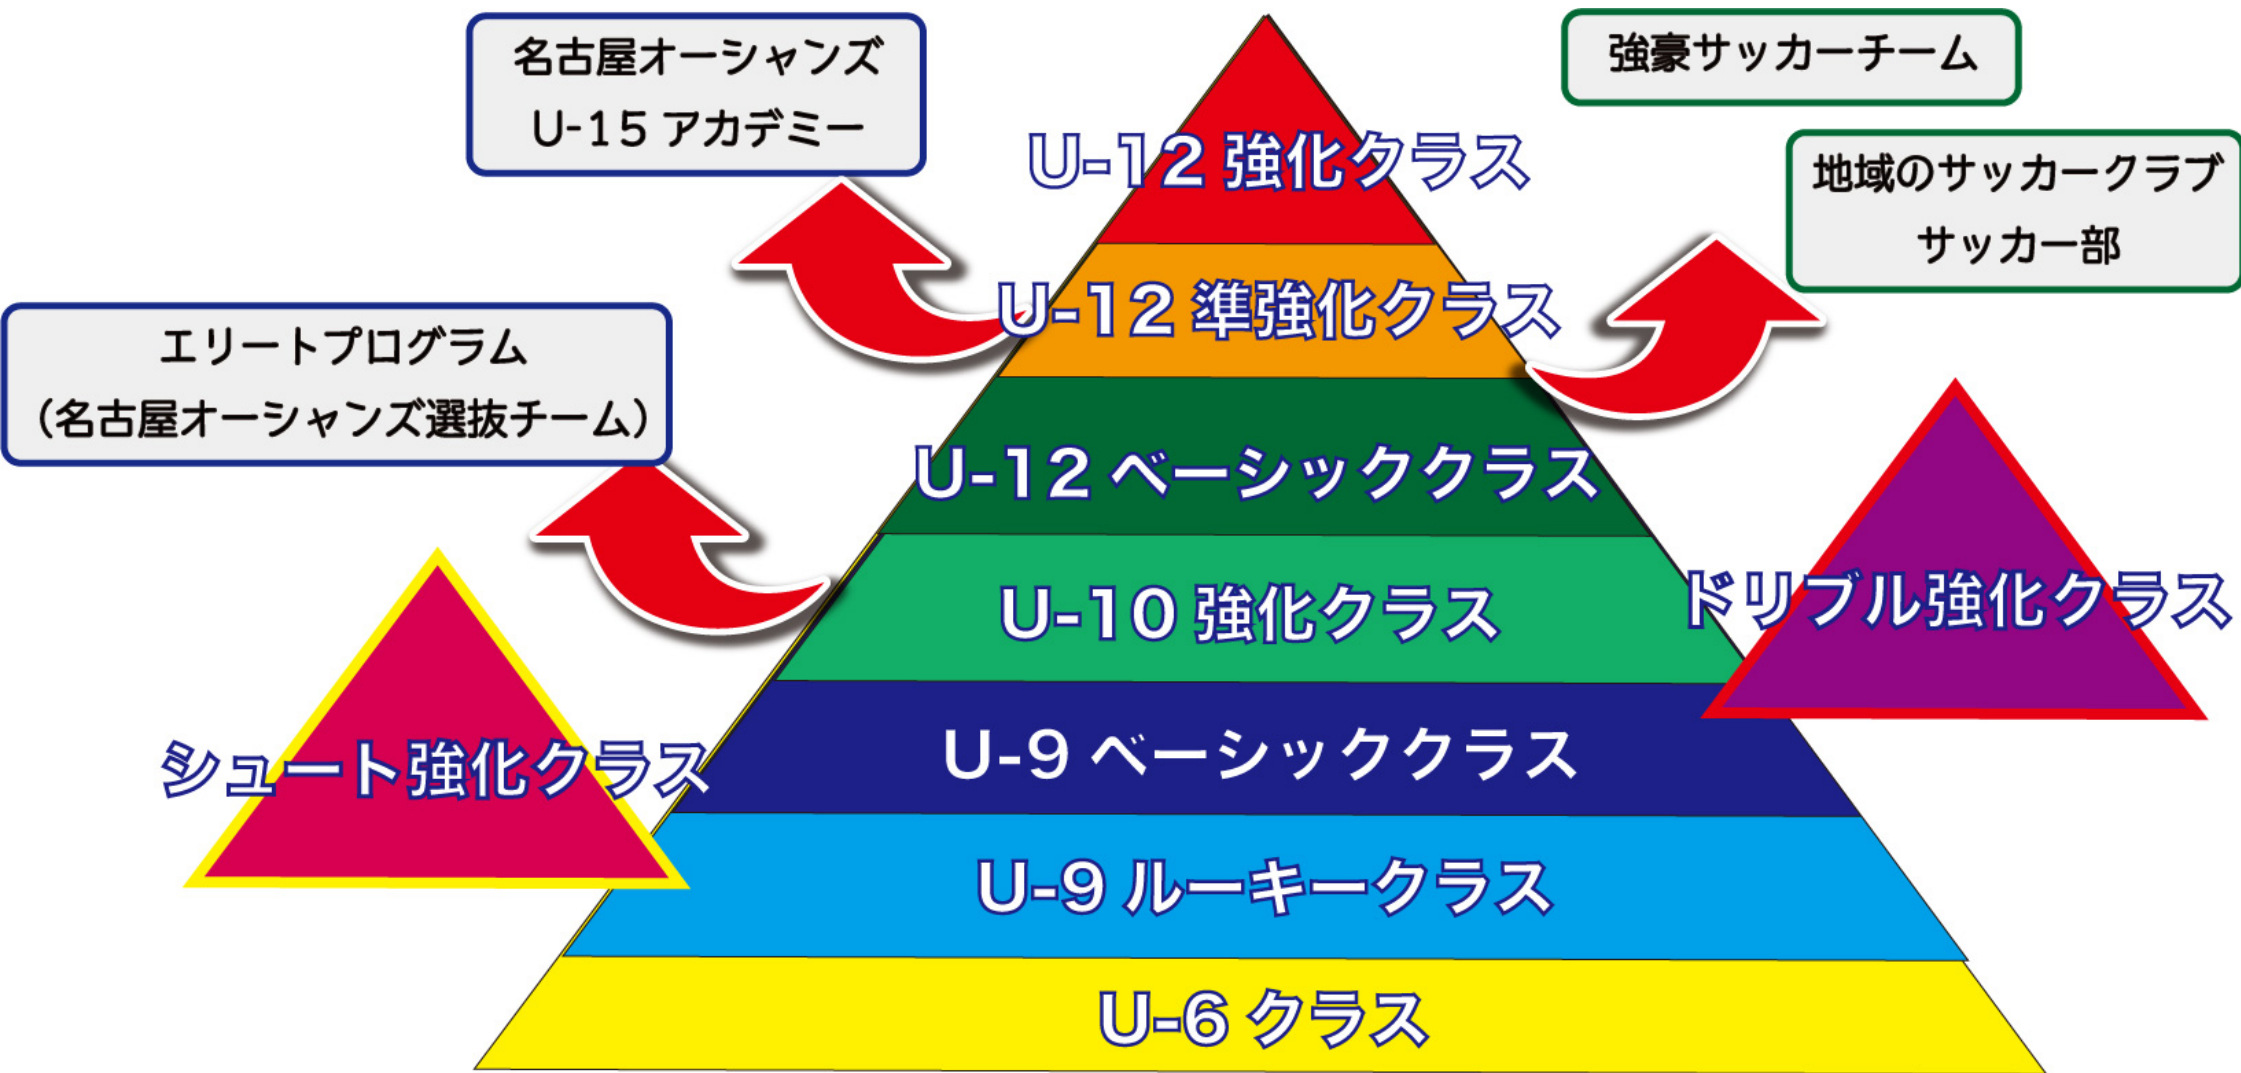 名古屋オーシャンズ
U-15 アカデミー
強豪サッカーチーム
地域のサッカークラブ
サッカー部
エリートプログラム
（名古屋オーシャンズ選抜チーム）
U-12 強化クラス
U-12 準強化クラス
U-12 ベーシッククラス
U-10 強化クラス
ドリブル強化クラス
U-9 ベーシッククラス
シュート強化クラス
U-9 ルーキークラス
U-6 クラス